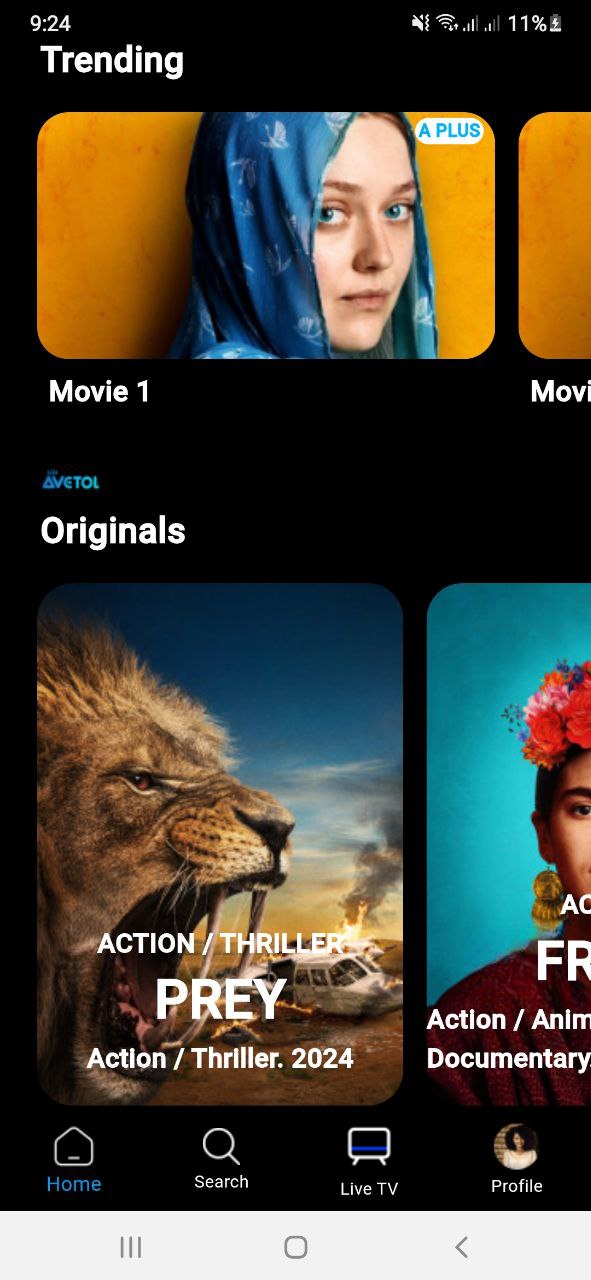 9:24
11%
Trending
A PLUS
Movie 1
Movi
AVETOL
Originals
ACTION / THRILLER
PREY
Action / Thriller. 2024
AC
FR
Action / Anim
Documentary.
Home
Search
Live TV
Profile